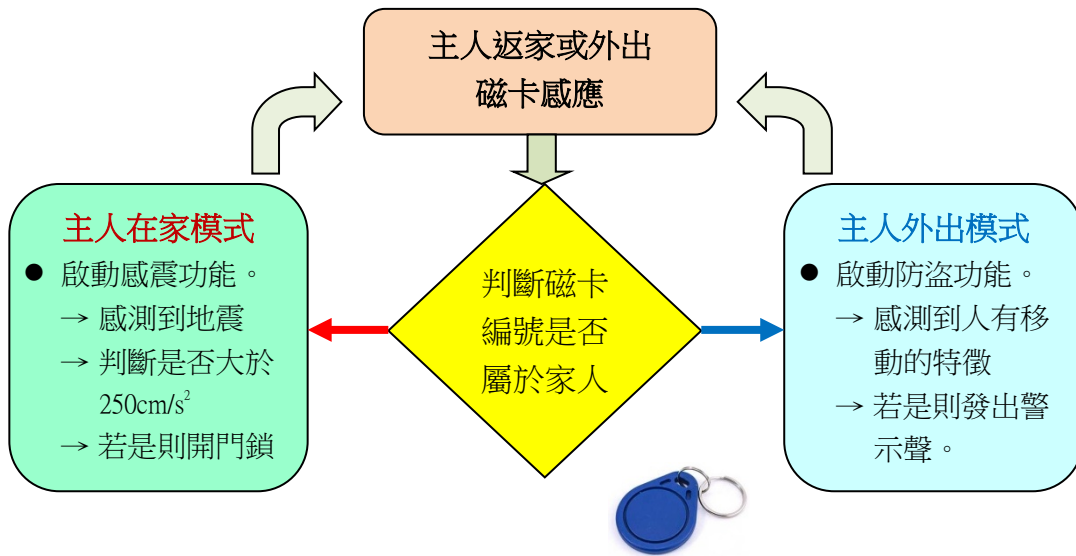 主人返家或外出
磁卡感應
主人在家模式
● 啟動感震功能。
→ 感測到地震
→ 判斷是否大於
250cm/s²
→ 若是則開門鎖
判斷磁卡
編號是否
屬於家人
主人外出模式
● 啟動防盜功能。
→ 感測到人有移
動的特徵
→ 若是則發出警
示聲。